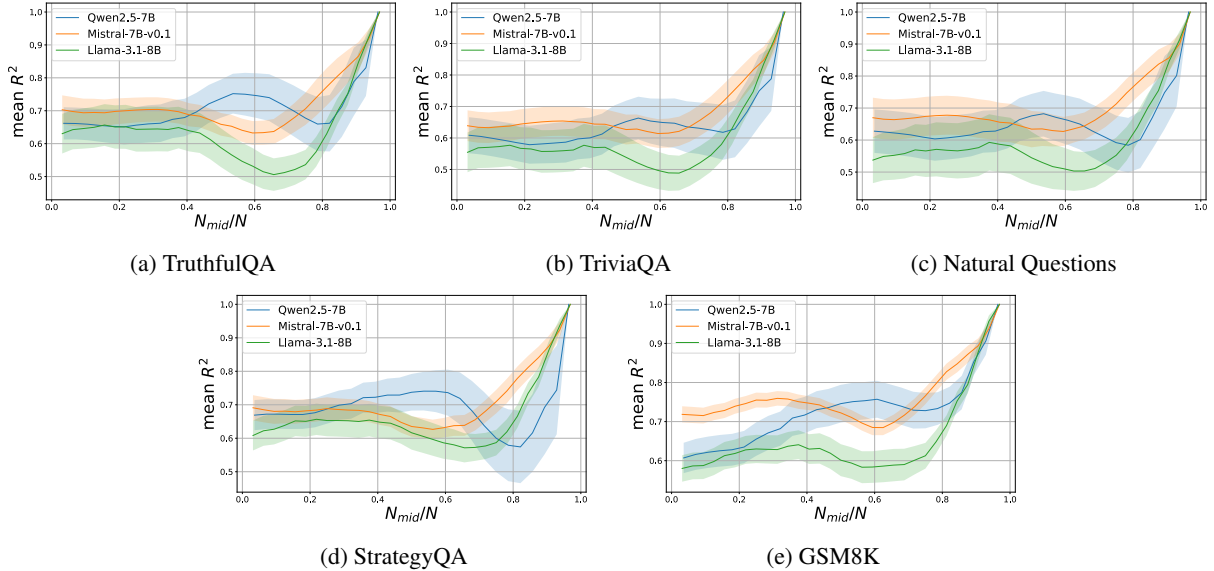 1.0
0.9
0.8
0.7
0.6
0.5
mean R²
Qwen2.5-7B
Mistral-7B-v0.1
Llama-3.1-8B
0.0 0.2 0.4 0.6 0.8 1.0
N_mid/N
(a) TruthfulQA
1.0
0.9
0.8
0.7
0.6
0.5
mean R²
Qwen2.5-7B
Mistral-7B-v0.1
Llama-3.1-8B
0.0 0.2 0.4 0.6 0.8 1.0
N_mid/N
(b) TriviaQA
1.0
0.9
0.8
0.7
0.6
0.5
mean R²
Qwen2.5-7B
Mistral-7B-v0.1
Llama-3.1-8B
0.0 0.2 0.4 0.6 0.8 1.0
N_mid/N
(c) Natural Questions
1.0
0.9
0.8
0.7
0.6
0.5
mean R²
Qwen2.5-7B
Mistral-7B-v0.1
Llama-3.1-8B
0.0 0.2 0.4 0.6 0.8 1.0
N_mid/N
(d) StrategyQA
1.0
0.9
0.8
0.7
0.6
mean R²
Qwen2.5-7B
Mistral-7B-v0.1
Llama-3.1-8B
0.0 0.2 0.4 0.6 0.8 1.0
N_mid/N
(e) GSM8K